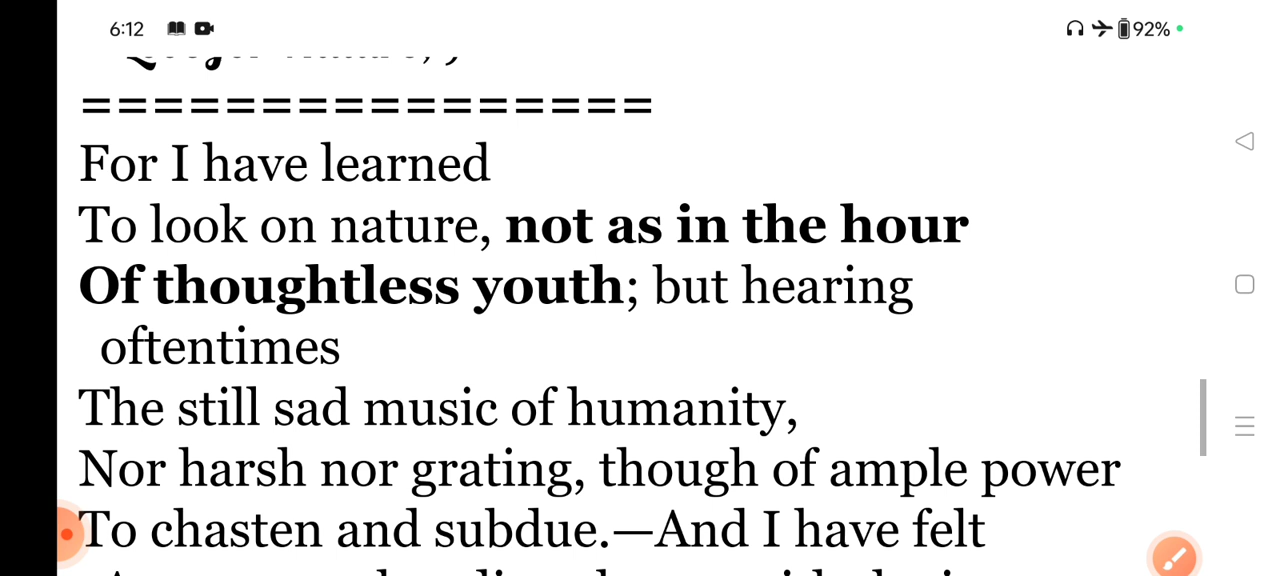 6:12
92%
=================
For I have learned
To look on nature, not as in the hour
Of thoughtless youth; but hearing
oftentimes
The still sad music of humanity,
Nor harsh nor grating, though of ample power
To chasten and subdue.—And I have felt